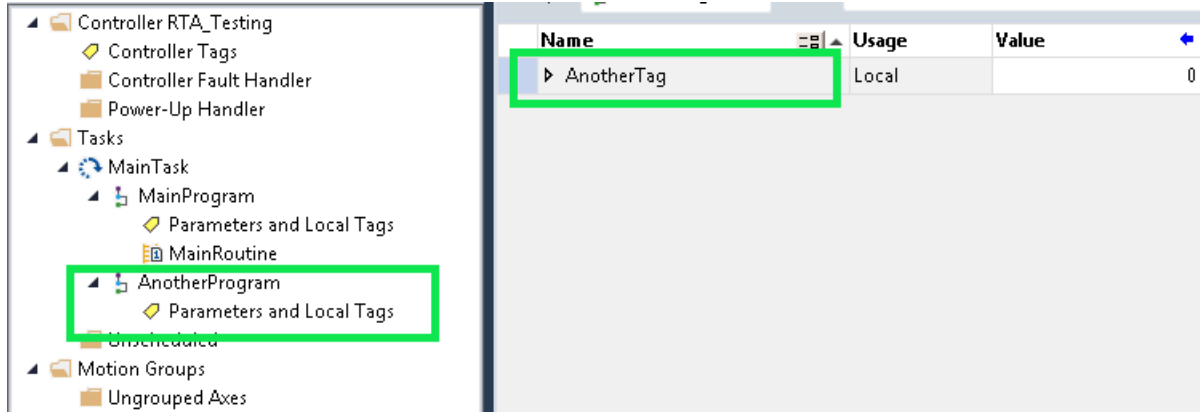 Controller RTA_Testing
Controller Tags
Controller Fault Handler
Power-Up Handler
Tasks
MainTask
MainProgram
Parameters and Local Tags
MainRoutine
AnotherProgram
Parameters and Local Tags
Unscheduled
Motion Groups
Ungrouped Axes
Name Usage Value
AnotherTag Local 0